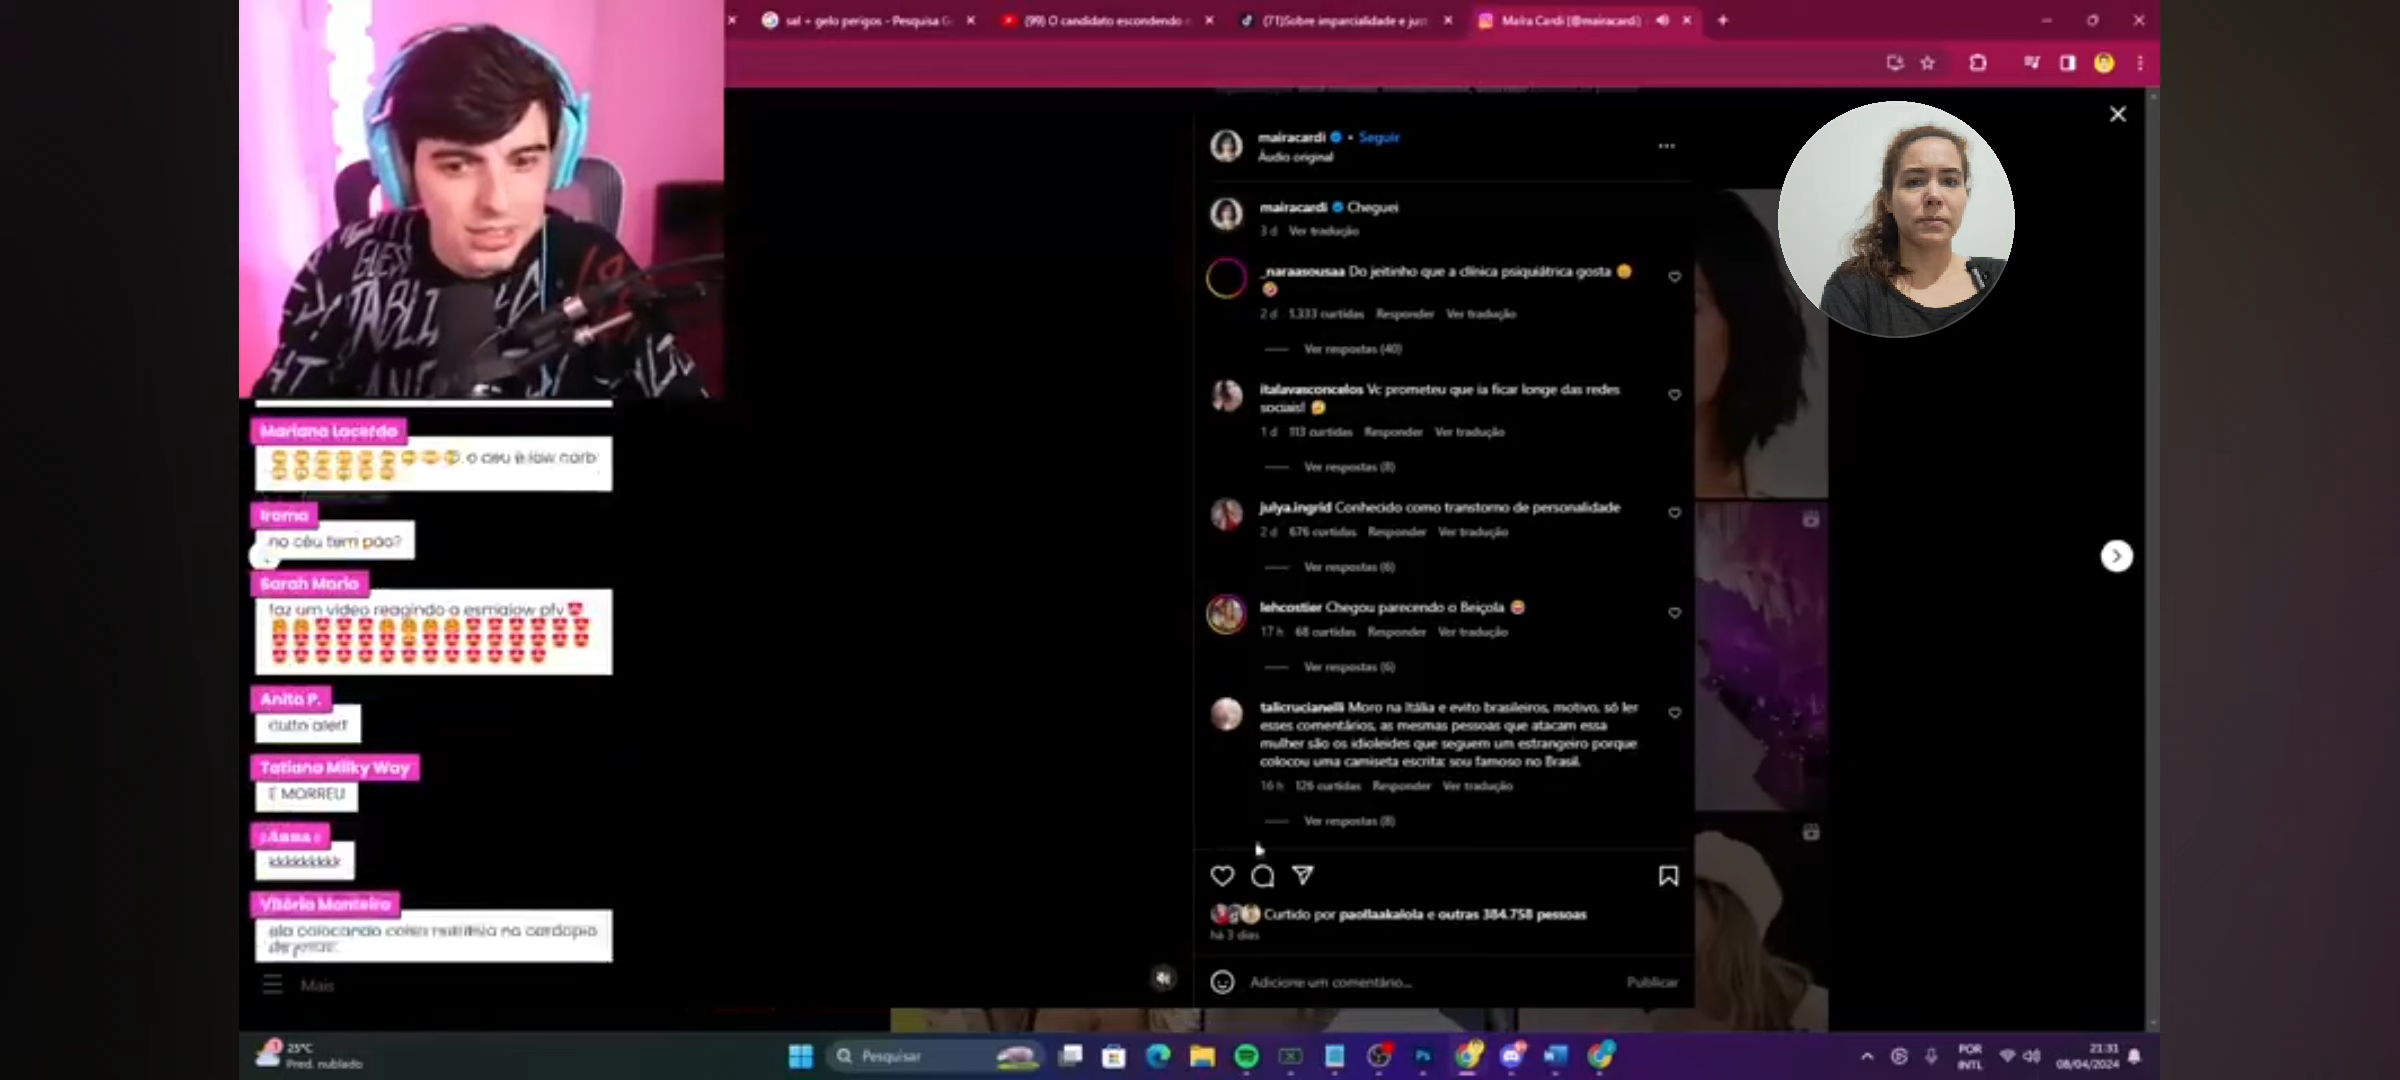 sal + gelo perigos - Pesquisa G
(99) O candidato escondendo
(71)Sobre imparcialidade e jus
Maíra Cardi (@mairacardi)
mairacardi • Seguir
Áudio original
mairacardi Cheguei
3 d Ver tradução
_naraasousaa Do jeitinho que a clínica psiquiátrica gosta
2 d 1.333 curtidas Responder Ver tradução
Ver respostas (40)
italavasconcelos Vc prometeu que ia ficar longe das redes
sociais!
1 d 113 curtidas Responder Ver tradução
Ver respostas (8)
julya.ingrid Conhecido como transtorno de personalidade
2 d 676 curtidas Responder Ver tradução
Ver respostas (6)
lehcostier Chegou parecendo o Beiçola
17 h 68 curtidas Responder Ver tradução
Ver respostas (6)
talicrucianelli Moro na Itália e evito brasileiros, motivo, só ler
esses comentários, as mesmas pessoas que atacam essa
mulher são os idioleides que seguem um estrangeiro porque
colocou uma camiseta escrita: sou famoso no Brasil.
16 h 126 curtidas Responder Ver tradução
Ver respostas (8)
Curtido por paollaakalola e outras 384.758 pessoas
há 3 dias
Adicione um comentário... Publicar
Mariana Lacerda
o céu é low carb
Irama
no céu tem pão?
Sarah Maria
faz um video reagindo a esmalow pfv
Anita P.
culto alert
Tatiana Milky Way
E MORREU
Anna
kkkkkkkkk
Vitória Monteiro
ela colocando coisa nutritiva no cardapio
Mais
25°C
Pred. nublado
Pesquisar
POR
INTL
21:31
08/04/2024